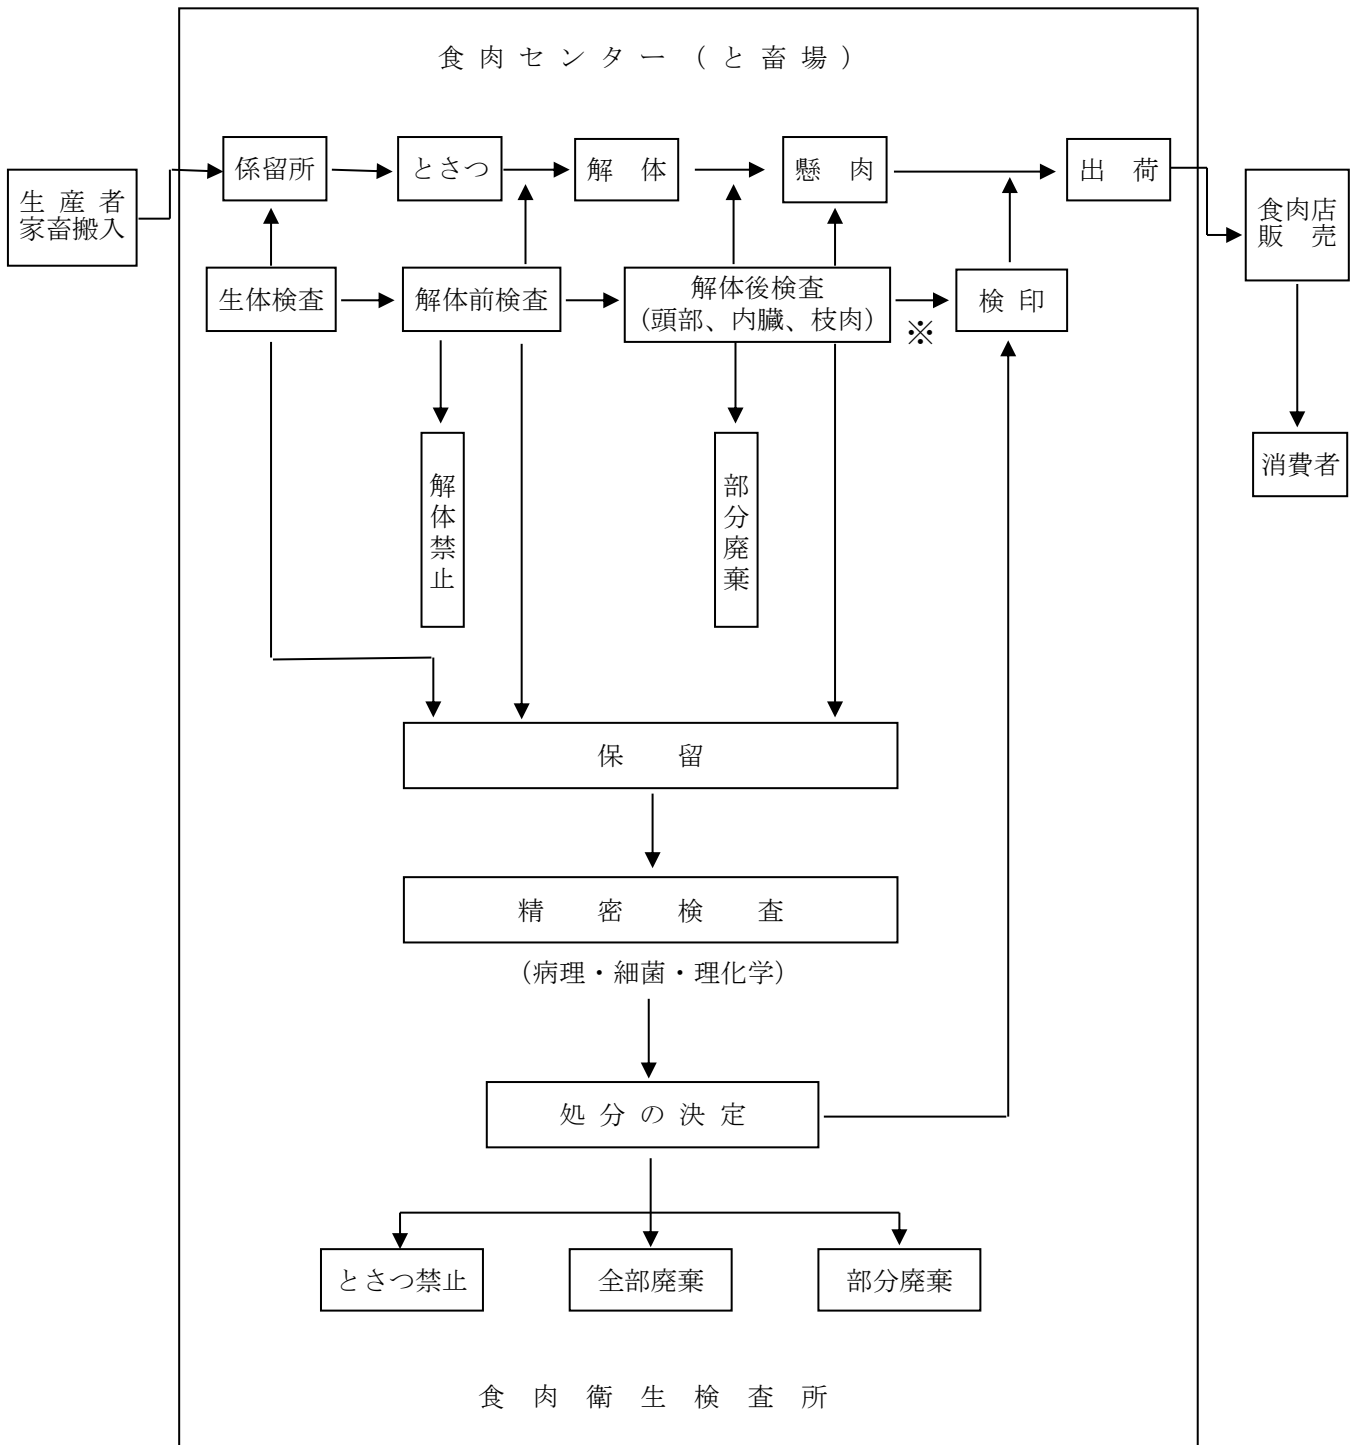 食肉センター（と畜場）
係留所
とさつ
解体
懸肉
出荷
生産者
家畜搬入
食肉店
販売
生体検査
解体前検査
解体後検査
（頭部、内臓、枝肉）
※
検印
消費者
解体禁止
部分廃棄
保留
精密検査
（病理・細菌・理化学）
処分の決定
とさつ禁止
全部廃棄
部分廃棄
食肉衛生検査所